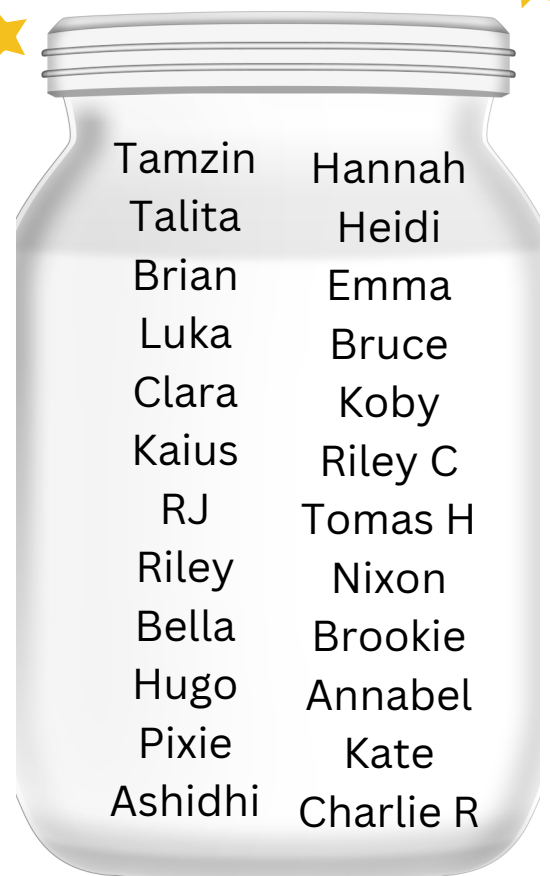 Tamzin
Talita
Brian
Luka
Clara
Kaius
RJ
Riley
Bella
Hugo
Pixie
Ashidhi
Hannah
Heidi
Emma
Bruce
Koby
Riley C
Tomas H
Nixon
Brookie
Annabel
Kate
Charlie R